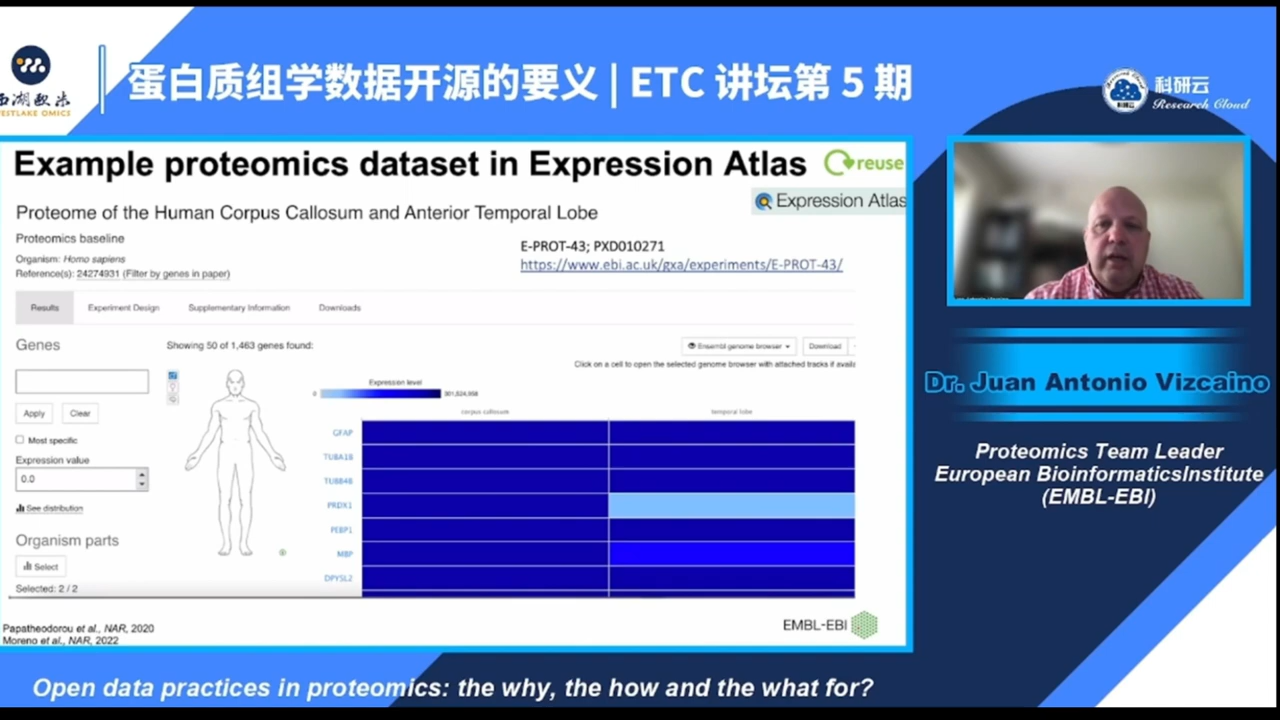 蛋白质组学数据开源的要义 | ETC 讲坛第 5 期
WESTLAKE OMICS
科研云
Research Cloud
Example proteomics dataset in Expression Atlas
reuse
Expression Atlas
Proteome of the Human Corpus Callosum and Anterior Temporal Lobe
Proteomics baseline
E-PROT-43; PXD010271
Organism: Homo sapiens
https://www.ebi.ac.uk/gxa/experiments/E-PROT-43/
Reference(s): 24274931 (Filter by genes in paper)
Results
Experiment Design
Supplementary Information
Downloads
Genes
Showing 50 of 1,463 genes found:
Ensembl genome browser
Download
Click on a cell to open the selected genome browser with attached tracks if availa
Expression level
0
corpus callosum
temporal lobe
Apply
Clear
Most specific
Expression value
0.0
See distribution
Organism parts
Select
Selected: 2 / 2
GFAP
TUBA1B
TUBB4B
PRDX1
PEBP1
MBP
DPYSL2
Papatheodorou et al., NAR, 2020
Moreno et al., NAR, 2022
EMBL-EBI
Dr. Juan Antonio Vizcaino
Proteomics Team Leader
European BioinformaticsInstitute
(EMBL-EBI)
Open data practices in proteomics: the why, the how and the what for?